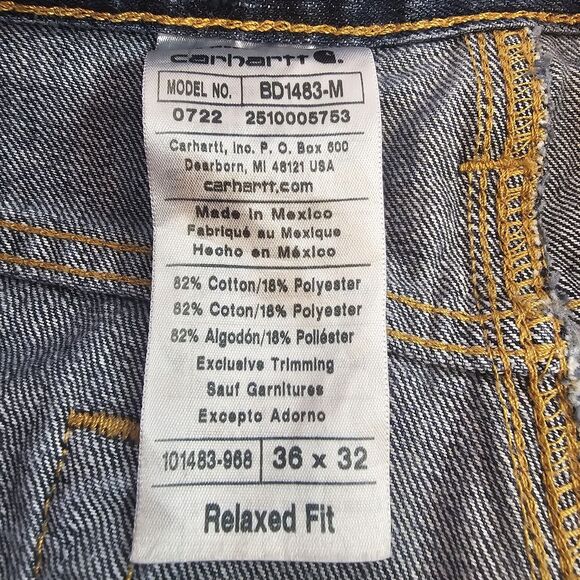 carhartt
MODEL NO. BD1483-M
0722 2510005753
Carhartt, Inc. P. O. Box 600
Dearborn, MI 48121 USA
carhartt.com
Made in Mexico
Fabriqué au Mexique
Hecho en México
82% Cotton/18% Polyester
82% Coton/18% Polyester
82% Algodón/18% Poliéster
Exclusive Trimming
Sauf Garnitures
Excepto Adorno
101483-968 36 x 32
Relaxed Fit